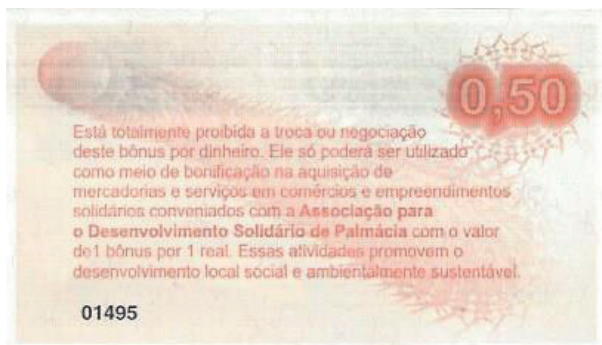 0,50
Está totalmente proibida a troca ou negociação
deste bônus por dinheiro. Ele só poderá ser utilizado
como meio de bonificação na aquisição de
mercadorias e serviços em comércios e empreendimentos
solidários conveniados com a Associação para
o Desenvolvimento Solidário de Palmácia com o valor
de1 bônus por 1 real. Essas atividades promovem o
desenvolvimento local social e ambientalmente sustentável.
01495